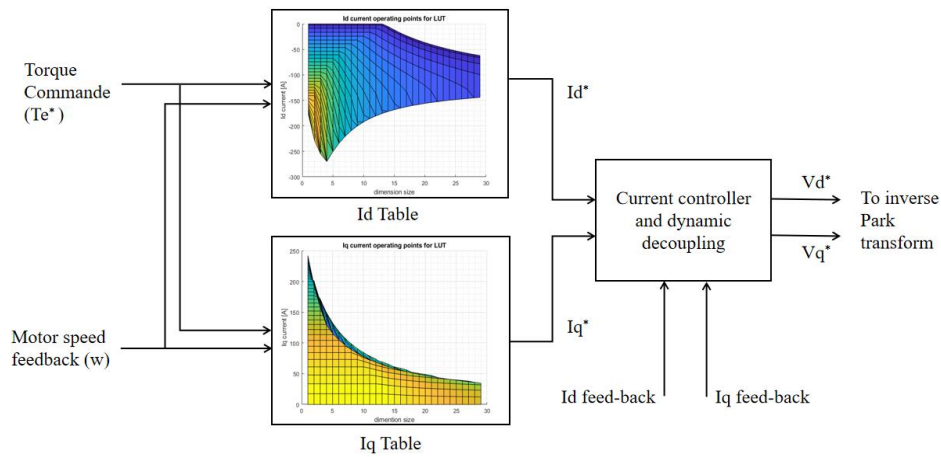 Torque
Commande
(Te*)
Motor speed
feedback (w)
Id current operating points for LUT
Id current [A]
0
-50
-100
-150
-200
-250
-300
0 5 10 15 20 25 30
dimension size
Id Table
Iq current operating points for LUT
Iq current [A]
250
200
150
100
50
0
0 5 10 15 20 25 30
dimention size
Iq Table
Id*
Iq*
Current controller
and dynamic
decoupling
Id feed-back
Iq feed-back
Vd*
Vq*
To inverse
Park
transform